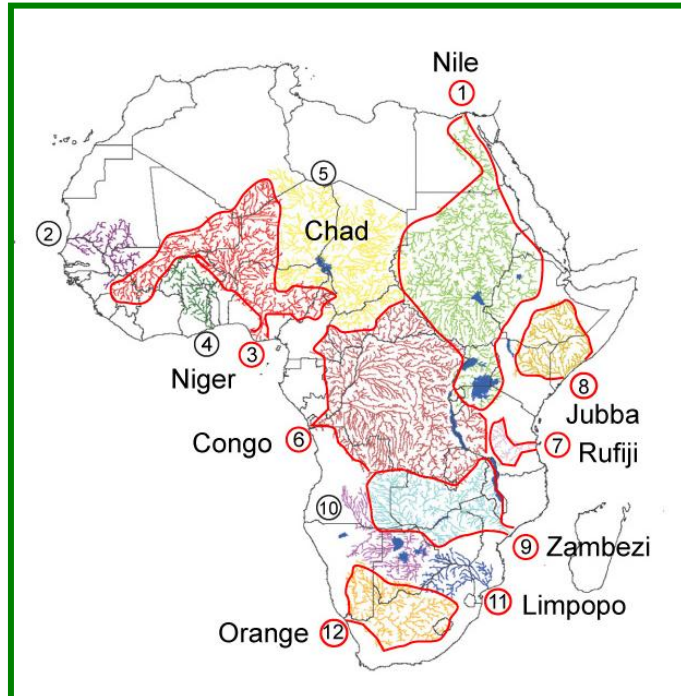 Nile
1
5
2
Chad
4
3
Niger
8
Jubba
Congo 6
7
Rufiji
10
9 Zambezi
11 Limpopo
Orange 12